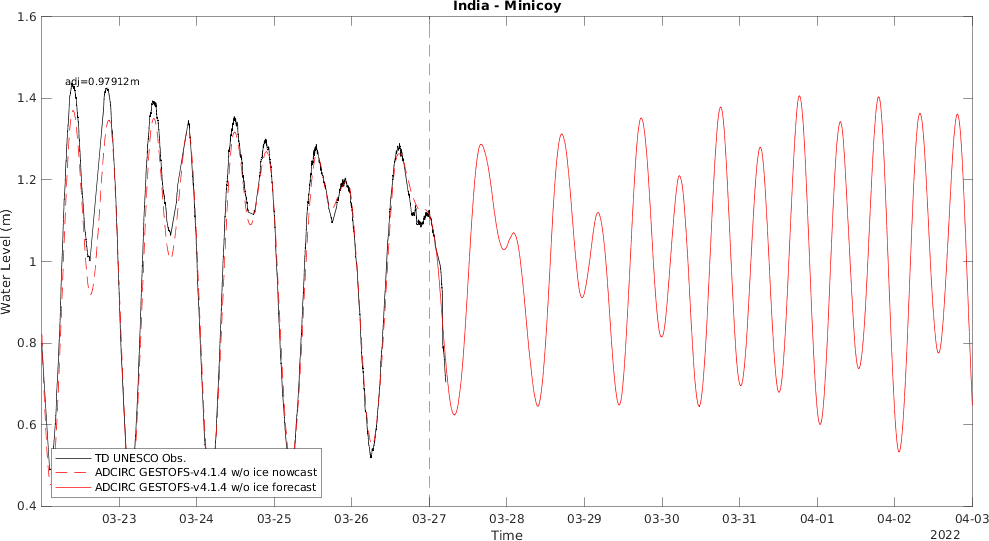 India - Minicoy
1.6
1.4
1.2
1
0.8
0.6
0.4
Water Level (m)
adj=0.97912m
TD UNESCO Obs.
ADCIRC GESTOFS-v4.1.4 w/o ice nowcast
ADCIRC GESTOFS-v4.1.4 w/o ice forecast
03-23 03-24 03-25 03-26 03-27 03-28 03-29 03-30 03-31 04-01 04-02 04-03
Time
2022